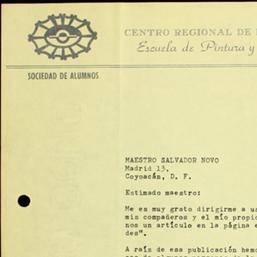 CENTRO REGIONAL DE
Escuela de Pintura y
SOCIEDAD DE ALUMNOS
MAESTRO SALVADOR NOVO
Madrid 13,
Coyoacán, D. F.
Estimado maestro:
Me es muy grato dirigirme a us
mis compañeros y el mío propio
nos un artículo en la página e
des".
A raíz de esa publicación hemo